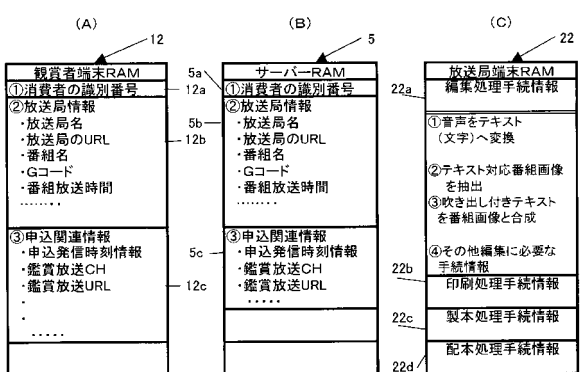 (A)
12
観賞者端末RAM
①消費者の識別番号
12a
②放送局情報
・放送局名
・放送局のURL
12b
・番組名
・Gコード
・番組放送時間
‥‥‥‥
③申込関連情報
・申込発信時刻情報
・鑑賞放送CH
・鑑賞放送URL
12c
・
・
‥‥‥
(B)
5
サーバーRAM
5a
①消費者の識別番号
②放送局情報
5b
・放送局名
・放送局のURL
・番組名
・Gコード
・番組放送時間
‥‥‥‥
③申込関連情報
5c
・申込発信時刻情報
・鑑賞放送CH
・鑑賞放送URL
‥‥‥
(C)
22
放送局端末RAM
22a
編集処理手続情報
①音声をテキスト
(文字)へ変換
②テキスト対応番組画像
を抽出
③吹き出し付きテキスト
を番組画像と合成
④その他編集に必要な
手続情報
22b
印刷処理手続情報
22c
製本処理手続情報
22d
配本処理手続情報